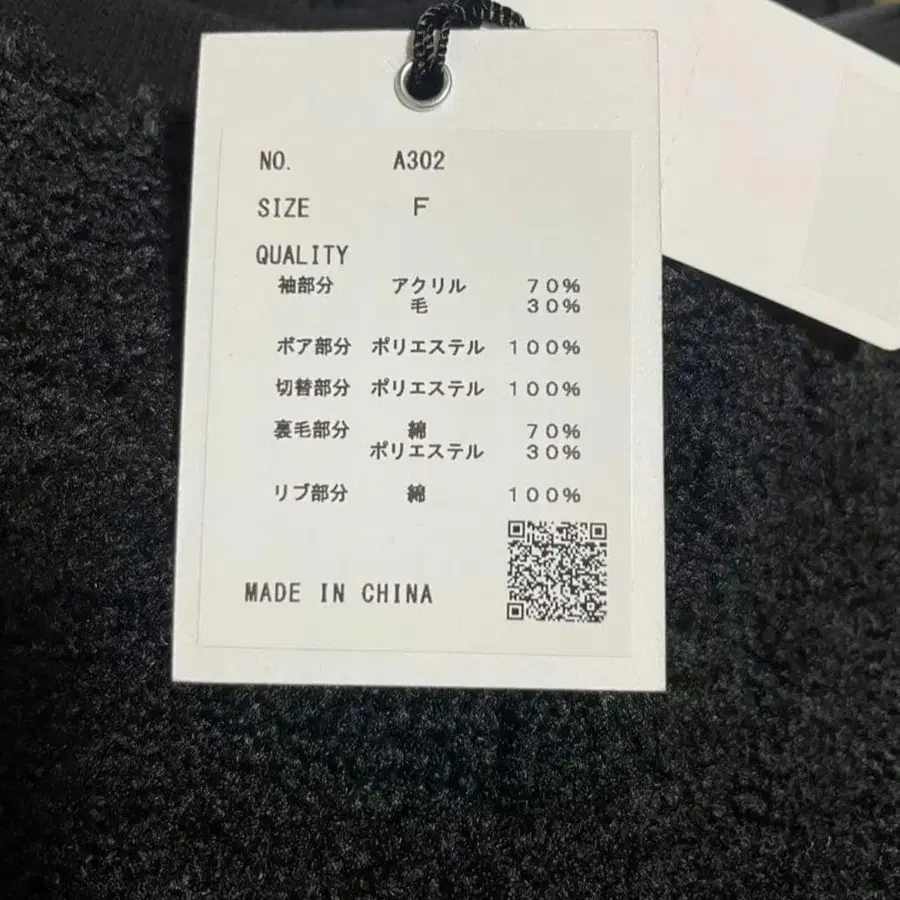 NO. A302
SIZE F
QUALITY
袖部分 アクリル 70%
毛 30%
ボア部分 ポリエステル 100%
切替部分 ポリエステル 100%
裏毛部分 綿 70%
ポリエステル 30%
リブ部分 綿 100%
MADE IN CHINA